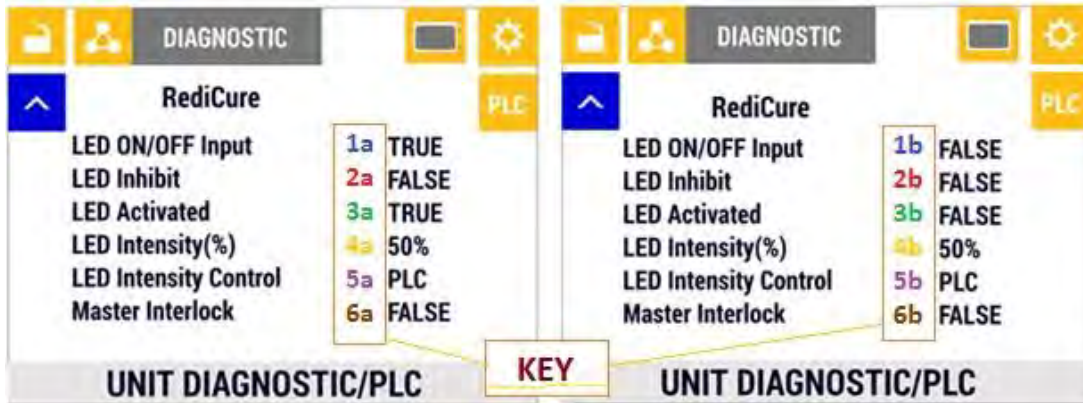 DIAGNOSTIC
PLC
RediCure
LED ON/OFF Input 1a TRUE
LED Inhibit 2a FALSE
LED Activated 3a TRUE
LED Intensity(%) 4a 50%
LED Intensity Control 5a PLC
Master Interlock 6a FALSE
UNIT DIAGNOSTIC/PLC
DIAGNOSTIC
PLC
RediCure
LED ON/OFF Input 1b FALSE
LED Inhibit 2b FALSE
LED Activated 3b FALSE
LED Intensity(%) 4b 50%
LED Intensity Control 5b PLC
Master Interlock 6b FALSE
UNIT DIAGNOSTIC/PLC
KEY